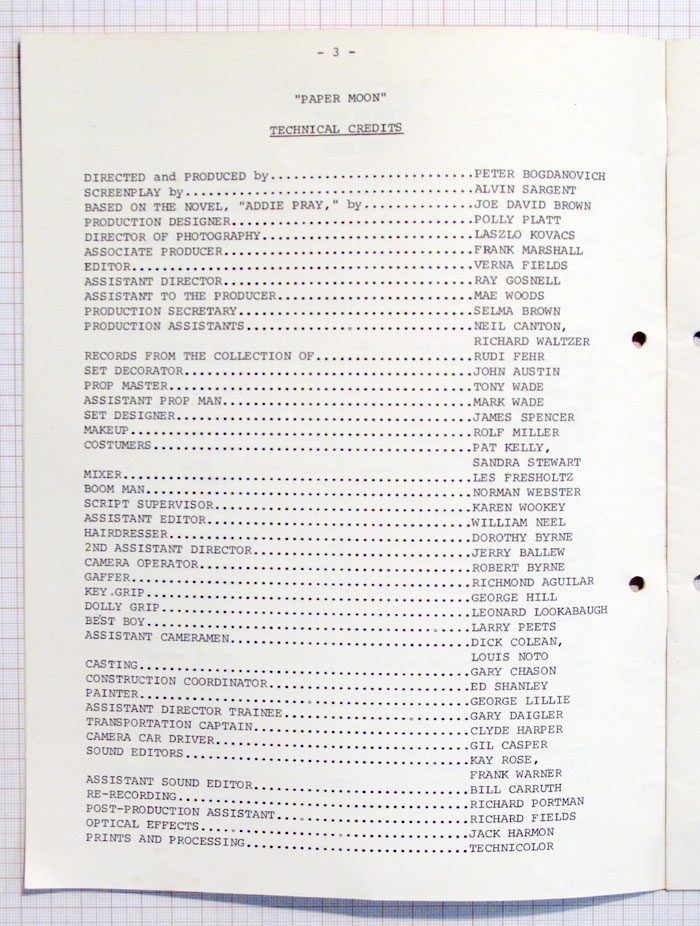 - 3 -
"PAPER MOON"
TECHNICAL CREDITS
DIRECTED and PRODUCED by..........................PETER BOGDANOVICH
SCREENPLAY by.....................................ALVIN SARGENT
BASED ON THE NOVEL, "ADDIE PRAY," by..............JOE DAVID BROWN
PRODUCTION DESIGNER...............................POLLY PLATT
DIRECTOR OF PHOTOGRAPHY...........................LASZLO KOVACS
ASSOCIATE PRODUCER................................FRANK MARSHALL
EDITOR............................................VERNA FIELDS
ASSISTANT DIRECTOR................................RAY GOSNELL
ASSISTANT TO THE PRODUCER.........................MAE WOODS
PRODUCTION SECRETARY..............................SELMA BROWN
PRODUCTION ASSISTANTS.............................NEIL CANTON,
RICHARD WALTZER
RECORDS FROM THE COLLECTION OF....................RUDI FEHR
SET DECORATOR.....................................JOHN AUSTIN
PROP MASTER.......................................TONY WADE
ASSISTANT PROP MAN................................MARK WADE
SET DESIGNER......................................JAMES SPENCER
MAKEUP............................................ROLF MILLER
COSTUMERS.........................................PAT KELLY,
SANDRA STEWART
MIXER.............................................LES FRESHOLTZ
BOOM MAN..........................................NORMAN WEBSTER
SCRIPT SUPERVISOR.................................KAREN WOOKEY
ASSISTANT EDITOR..................................WILLIAM NEEL
HAIRDRESSER.......................................DOROTHY BYRNE
2ND ASSISTANT DIRECTOR............................JERRY BALLEW
CAMERA OPERATOR...................................ROBERT BYRNE
GAFFER............................................RICHMOND AGUILAR
KEY GRIP..........................................GEORGE HILL
DOLLY GRIP........................................LEONARD LOOKABAUGH
BEST BOY..........................................LARRY PEETS
ASSISTANT CAMERAMEN...............................DICK COLEAN,
LOUIS NOTO
CASTING...........................................GARY CHASON
CONSTRUCTION COORDINATOR..........................ED SHANLEY
PAINTER...........................................GEORGE LILLIE
ASSISTANT DIRECTOR TRAINEE........................GARY DAIGLER
TRANSPORTATION CAPTAIN............................CLYDE HARPER
CAMERA CAR DRIVER.................................GIL CASPER
SOUND EDITORS.....................................KAY ROSE,
FRANK WARNER
ASSISTANT SOUND EDITOR............................BILL CARRUTH
RE-RECORDING......................................RICHARD PORTMAN
POST-PRODUCTION ASSISTANT.........................RICHARD FIELDS
OPTICAL EFFECTS...................................JACK HARMON
PRINTS AND PROCESSING.............................TECHNICOLOR